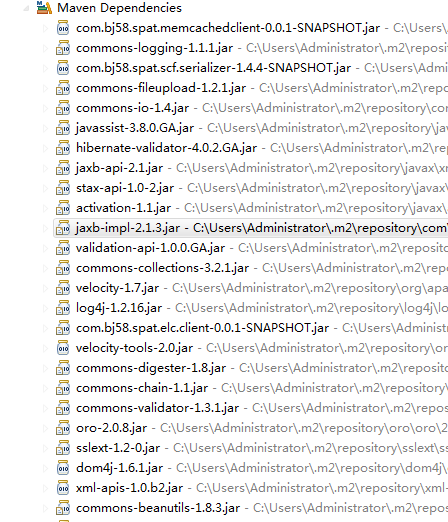 Maven Dependencies
com.bj58.spat.memcachedclient-0.0.1-SNAPSHOT.jar
commons-logging-1.1.1.jar - C:\Users\Administrator\.m2\reposi
com.bj58.spat.scf.serializer-1.4.4-SNAPSHOT.jar - C:\Users\A
commons-fileupload-1.2.1.jar - C:\Users\Administrator\.m2\rep
commons-io-1.4.jar - C:\Users\Administrator\.m2\repository\co
javassist-3.8.0.GA.jar - C:\Users\Administrator\.m2\repository\ja
hibernate-validator-4.0.2.GA.jar - C:\Users\Administrator\.m2\re
jaxb-api-2.1.jar - C:\Users\Administrator\.m2\repository\javax\x
stax-api-1.0-2.jar - C:\Users\Administrator\.m2\repository\javax\
activation-1.1.jar - C:\Users\Administrator\.m2\repository\javax\
jaxb-impl-2.1.3.jar - C:\Users\Administrator\.m2\repository\com
validation-api-1.0.0.GA.jar - C:\Users\Administrator\.m2\reposit
commons-collections-3.2.1.jar - C:\Users\Administrator\.m2\rep
velocity-1.7.jar - C:\Users\Administrator\.m2\repository\org\apa
log4j-1.2.16.jar - C:\Users\Administrator\.m2\repository\log4j\lo
com.bj58.spat.elc.client-0.0.1-SNAPSHOT.jar - C:\Users\Admin
velocity-tools-2.0.jar - C:\Users\Administrator\.m2\repository\or
commons-digester-1.8.jar - C:\Users\Administrator\.m2\reposit
commons-chain-1.1.jar - C:\Users\Administrator\.m2\repository\
commons-validator-1.3.1.jar - C:\Users\Administrator\.m2\repos
oro-2.0.8.jar - C:\Users\Administrator\.m2\repository\oro\oro\2
sslext-1.2-0.jar - C:\Users\Administrator\.m2\repository\sslext\ss
dom4j-1.6.1.jar - C:\Users\Administrator\.m2\repository\dom4j\
xml-apis-1.0.b2.jar - C:\Users\Administrator\.m2\repository\xml-
commons-beanutils-1.8.3.jar - C:\Users\Administrator\.m2\repo